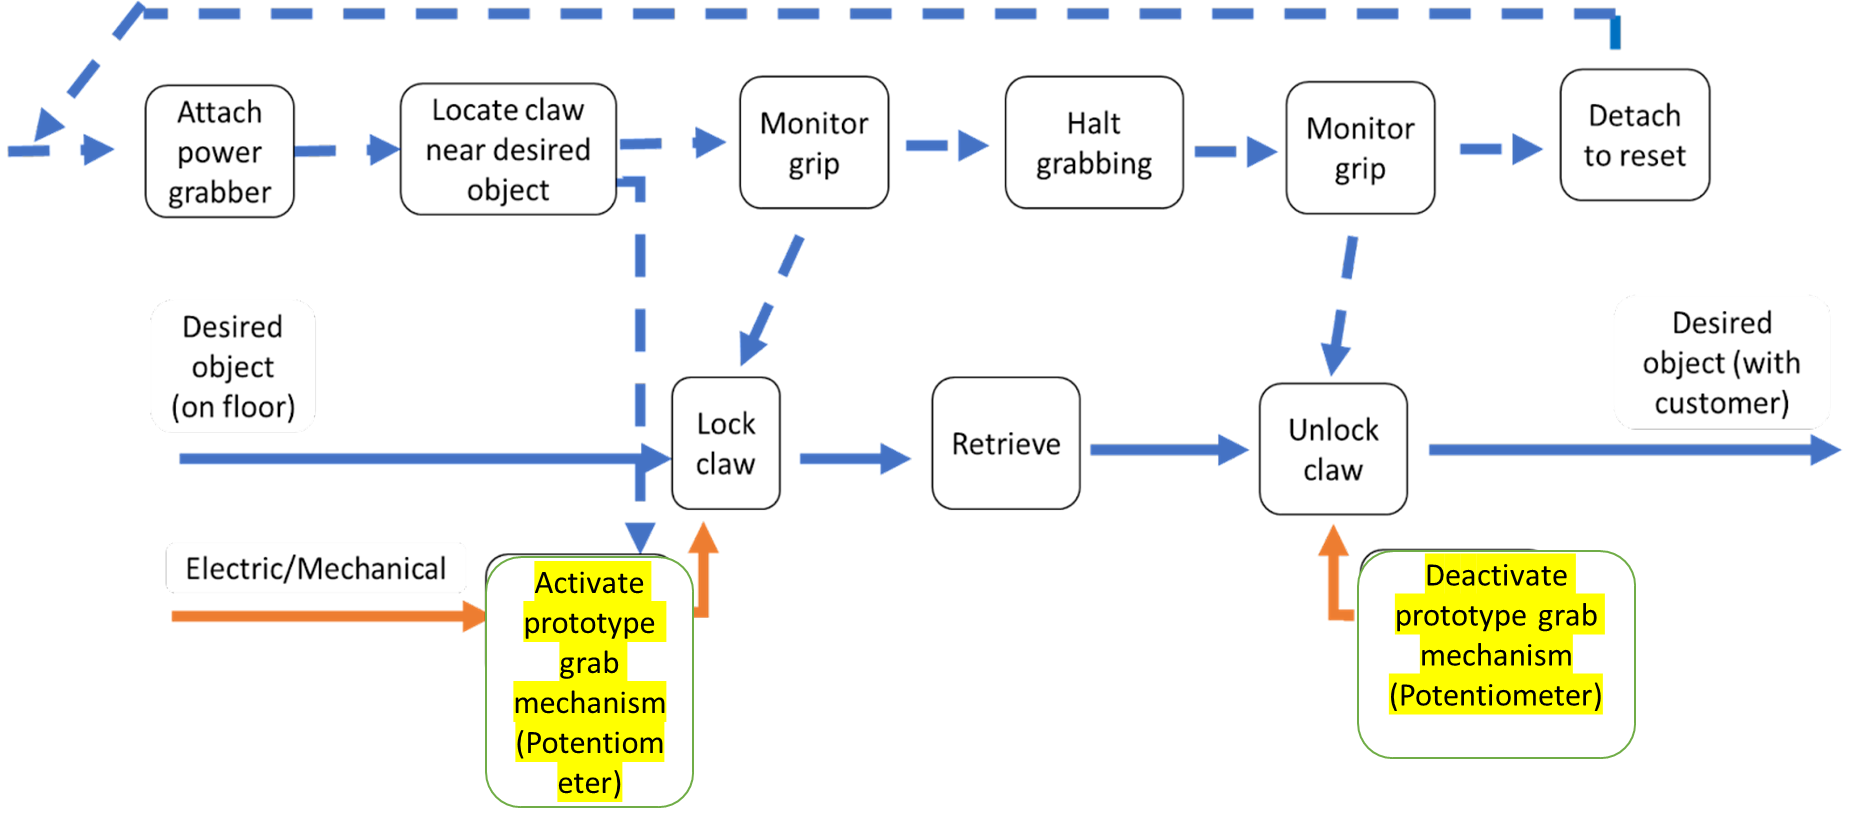 Attach
power
grabber
Locate claw
near desired
object
Monitor
grip
Halt
grabbing
Monitor
grip
Detach
to reset
Desired
object
(on floor)
Lock
claw
Retrieve
Unlock
claw
Desired
object (with
customer)
Electric/Mechanical
Activate
prototype
grab
mechanism
(Potentiom
eter)
Deactivate
prototype grab
mechanism
(Potentiometer)